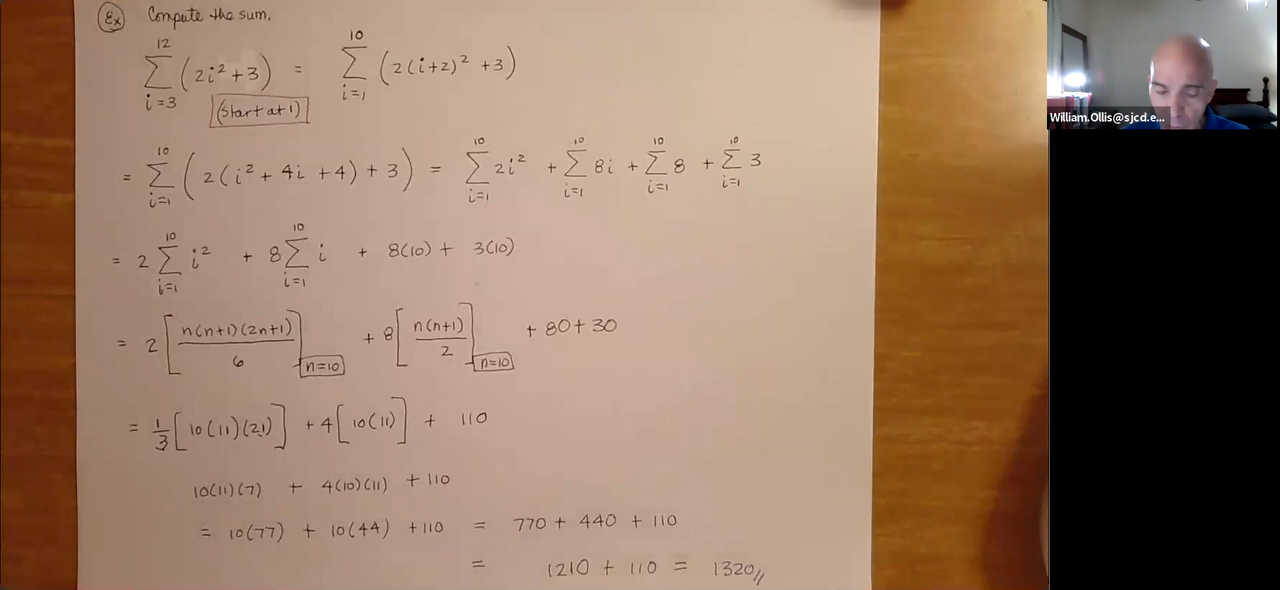 Ex Compute the sum.
12 ∑ i=3 (2i²+3) = 10 ∑ i=1 (2(i+2)² +3)
(start at 1)
= 10 ∑ i=1 (2(i² + 4i + 4) + 3) = 10 ∑ i=1 2i² + 10 ∑ i=1 8i + 10 ∑ i=1 8 + 10 ∑ i=1 3
= 2 10 ∑ i=1 i² + 8 10 ∑ i=1 i + 8(10) + 3(10)
= 2 [n(n+1)(2n+1)/6] n=10 + 8 [n(n+1)/2] n=10 + 80 + 30
= 1/3 [10(11)(21)] + 4 [10(11)] + 110
10(11)(7) + 4(10)(11) + 110
= 10(77) + 10(44) + 110 = 770 + 440 + 110
= 1210 + 110 = 1320 //
William.Ollis@sjcd.e...